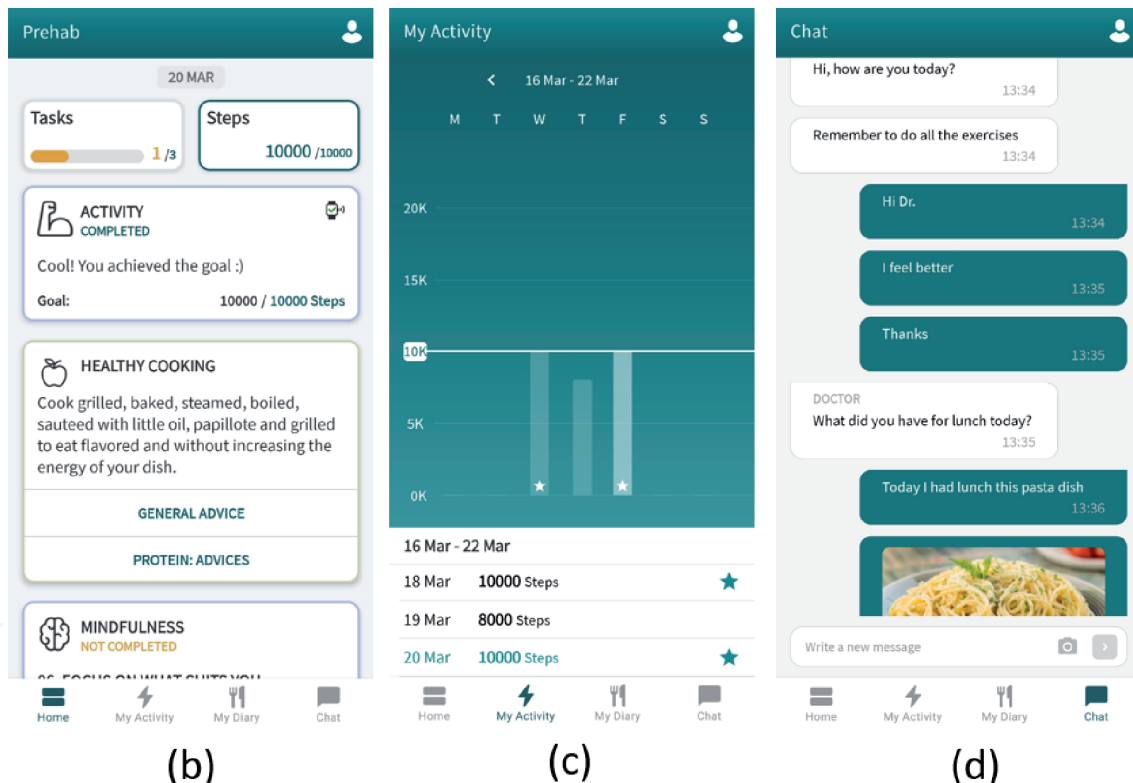 Prehab
20 MAR
Tasks
1 /3
Steps
10000 /10000
ACTIVITY
COMPLETED
Cool! You achieved the goal :)
Goal: 10000 / 10000 Steps
HEALTHY COOKING
Cook grilled, baked, steamed, boiled,
sauteed with little oil, papillote and grilled
to eat flavored and without increasing the
energy of your dish.
GENERAL ADVICE
PROTEIN: ADVICES
MINDFULNESS
NOT COMPLETED
Home My Activity My Diary Chat
(b)
My Activity
16 Mar - 22 Mar
M T W T F S S
20K
15K
10K
5K
0K
16 Mar - 22 Mar
18 Mar 10000 Steps
19 Mar 8000 Steps
20 Mar 10000 Steps
Home My Activity My Diary Chat
(c)
Chat
Hi, how are you today?
13:34
Remember to do all the exercises
13:34
Hi Dr.
13:34
I feel better
13:35
Thanks
13:35
DOCTOR
What did you have for lunch today?
13:35
Today I had lunch this pasta dish
13:36
Write a new message
Home My Activity My Diary Chat
(d)